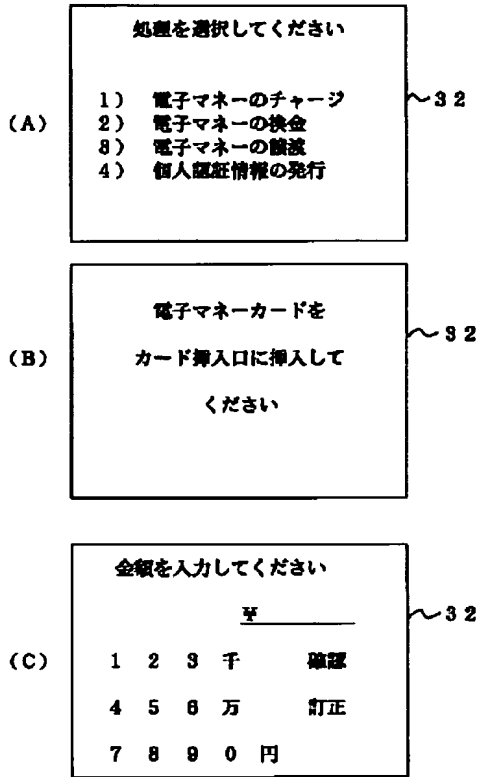 処理を選択してください
(A)
1) 電子マネーのチャージ
2) 電子マネーの換金
3) 電子マネーの譲渡
4) 個人認証情報の発行
~32
(B)
電子マネーカードを
カード挿入口に挿入して
ください
~32
(C)
金額を入力してください
¥
~32
1 2 3 千 確認
4 5 6 万 訂正
7 8 9 0 円